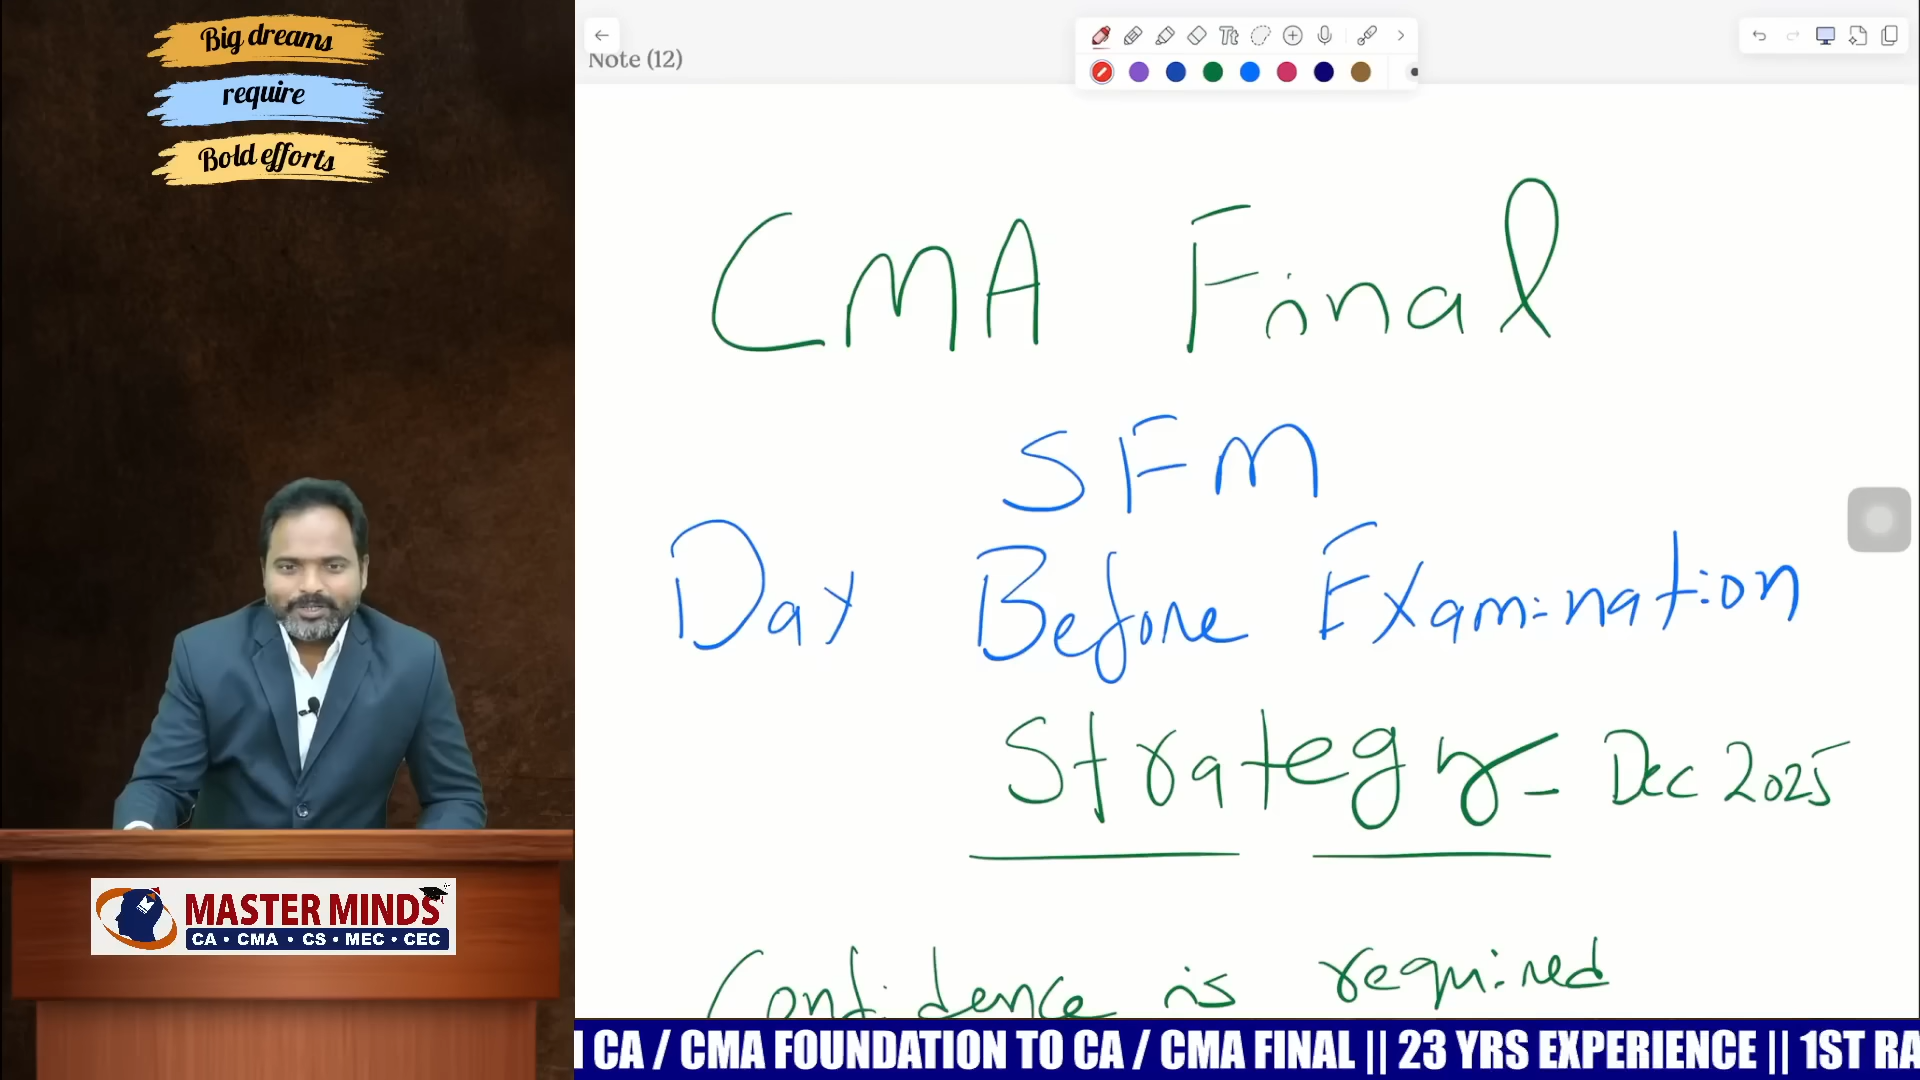 Big dreams
require
Bold efforts
Note (12)
Tt
CMA Final
SFM
Day Before Examination
Strategy - Dec 2025
Confidence is required
MASTER MINDS
CA • CMA • CS • MEC • CEC
CA / CMA FOUNDATION TO CA / CMA FINAL || 23 YRS EXPERIENCE || 1ST RA